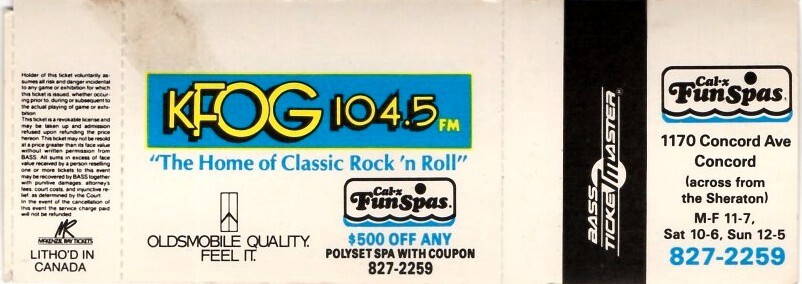 Holder of this ticket voluntarily as-
sumes all risk and danger incidental
to any game or exhibition for which
this ticket is issued, whether occur-
ing prior to, during or subsequent to
the actual playing of game or exhi-
bition
This ticket is a revokable license and
may be taken up and admission
refused upon refunding the price
hereon. This ticket may not be resold
at a price greater than its face value
without written permission from
BASS. All sums in excess of face
value received by a person reselling
one or more tickets to this event
may be recovered by BASS together
with punitive damages, attorney's
fees, court costs, and injunctive re-
lief as determined by the Court
In the event of the cancellation of
this event the service charge paid
will not be refunded
MR
MCKENZIE RAY TICKETS
LITHO'D IN
CANADA
KFOG 104.5 FM
"The Home of Classic Rock 'n Roll"
OLDSMOBILE QUALITY.
FEEL IT.
Cal-x
FunSpas.
$500 OFF ANY
POLYSET SPA WITH COUPON
827-2259
BASS
TICKETMASTER
Cal-x
FunSpas.
1170 Concord Ave
Concord
(across from
the Sheraton)
M-F 11-7,
Sat 10-6, Sun 12-5
827-2259